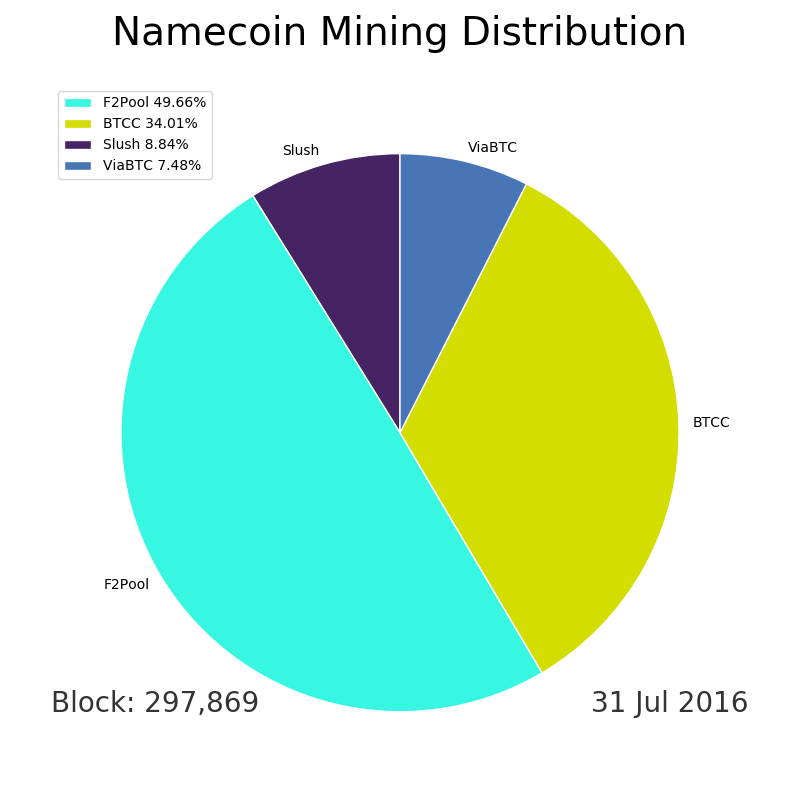 Namecoin Mining Distribution
F2Pool 49.66%
BTCC 34.01%
Slush 8.84%
ViaBTC 7.48%
Slush
ViaBTC
BTCC
F2Pool
Block: 297,869
31 Jul 2016